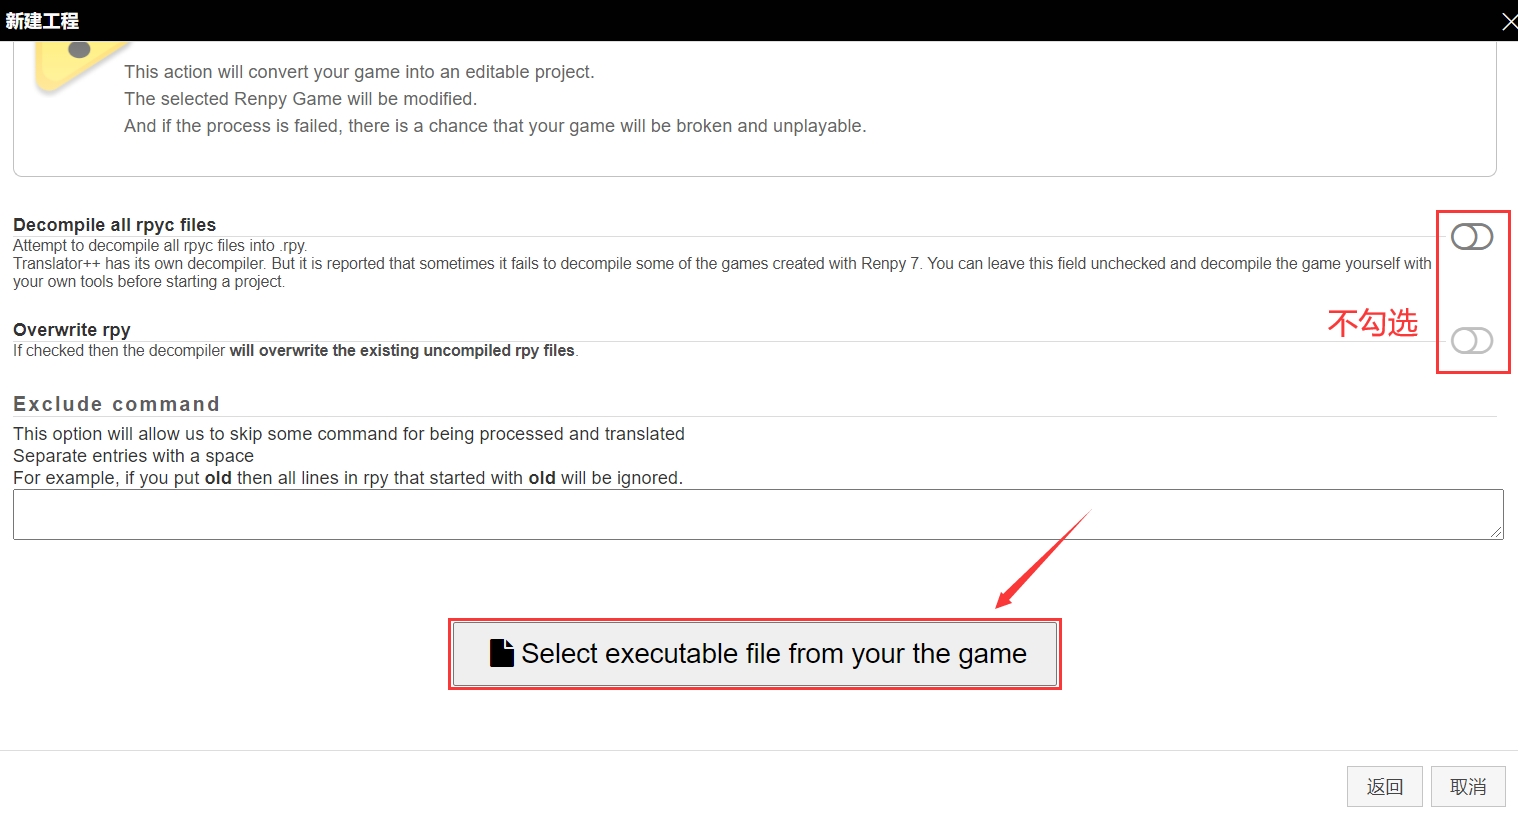 新建工程
This action will convert your game into an editable project.
The selected Renpy Game will be modified.
And if the process is failed, there is a chance that your game will be broken and unplayable.
Decompile all rpyc files
Attempt to decompile all rpyc files into .rpy.
Translator++ has its own decompiler. But it is reported that sometimes it fails to decompile some of the games created with Renpy 7. You can leave this field unchecked and decompile the game yourself with
your own tools before starting a project.
不勾选
Overwrite rpy
If checked then the decompiler will overwrite the existing uncompiled rpy files.
Exclude command
This option will allow us to skip some command for being processed and translated
Separate entries with a space
For example, if you put old then all lines in rpy that started with old will be ignored.
Select executable file from your the game
返回
取消